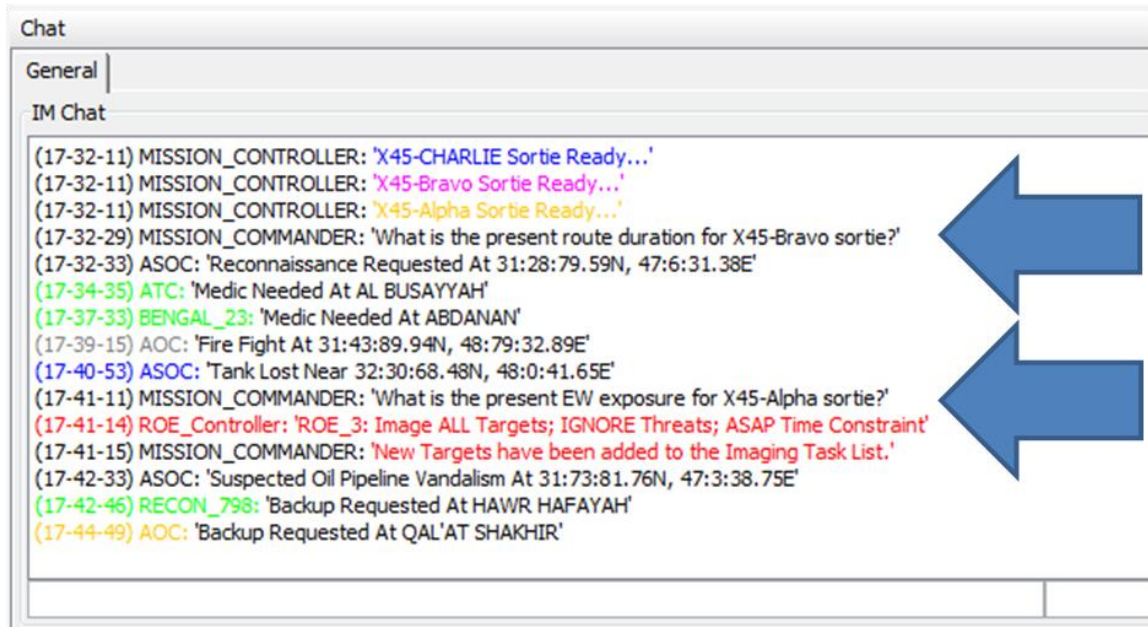 Chat
General
IM Chat
(17-32-11) MISSION_CONTROLLER: 'X45-CHARLIE Sortie Ready...'
(17-32-11) MISSION_CONTROLLER: 'X45-Bravo Sortie Ready...'
(17-32-11) MISSION_CONTROLLER: 'X45-Alpha Sortie Ready...'
(17-32-29) MISSION_COMMANDER: 'What is the present route duration for X45-Bravo sortie?'
(17-32-33) ASOC: 'Reconnaissance Requested At 31:28:79.59N, 47:6:31.38E'
(17-34-35) ATC: 'Medic Needed At AL BUSAYYAH'
(17-37-33) BENGAL_23: 'Medic Needed At ABDANAN'
(17-39-15) AOC: 'Fire Fight At 31:43:89.94N, 48:79:32.89E'
(17-40-53) ASOC: 'Tank Lost Near 32:30:68.48N, 48:0:41.65E'
(17-41-11) MISSION_COMMANDER: 'What is the present EW exposure for X45-Alpha sortie?'
(17-41-14) ROE_Controller: 'ROE_3: Image ALL Targets; IGNORE Threats; ASAP Time Constraint'
(17-41-15) MISSION_COMMANDER: 'New Targets have been added to the Imaging Task List.'
(17-42-33) ASOC: 'Suspected Oil Pipeline Vandalism At 31:73:81.76N, 47:3:38.75E'
(17-42-46) RECON_798: 'Backup Requested At HAWR HAFAYAH'
(17-44-49) AOC: 'Backup Requested At QAL'AT SHAKHIR'